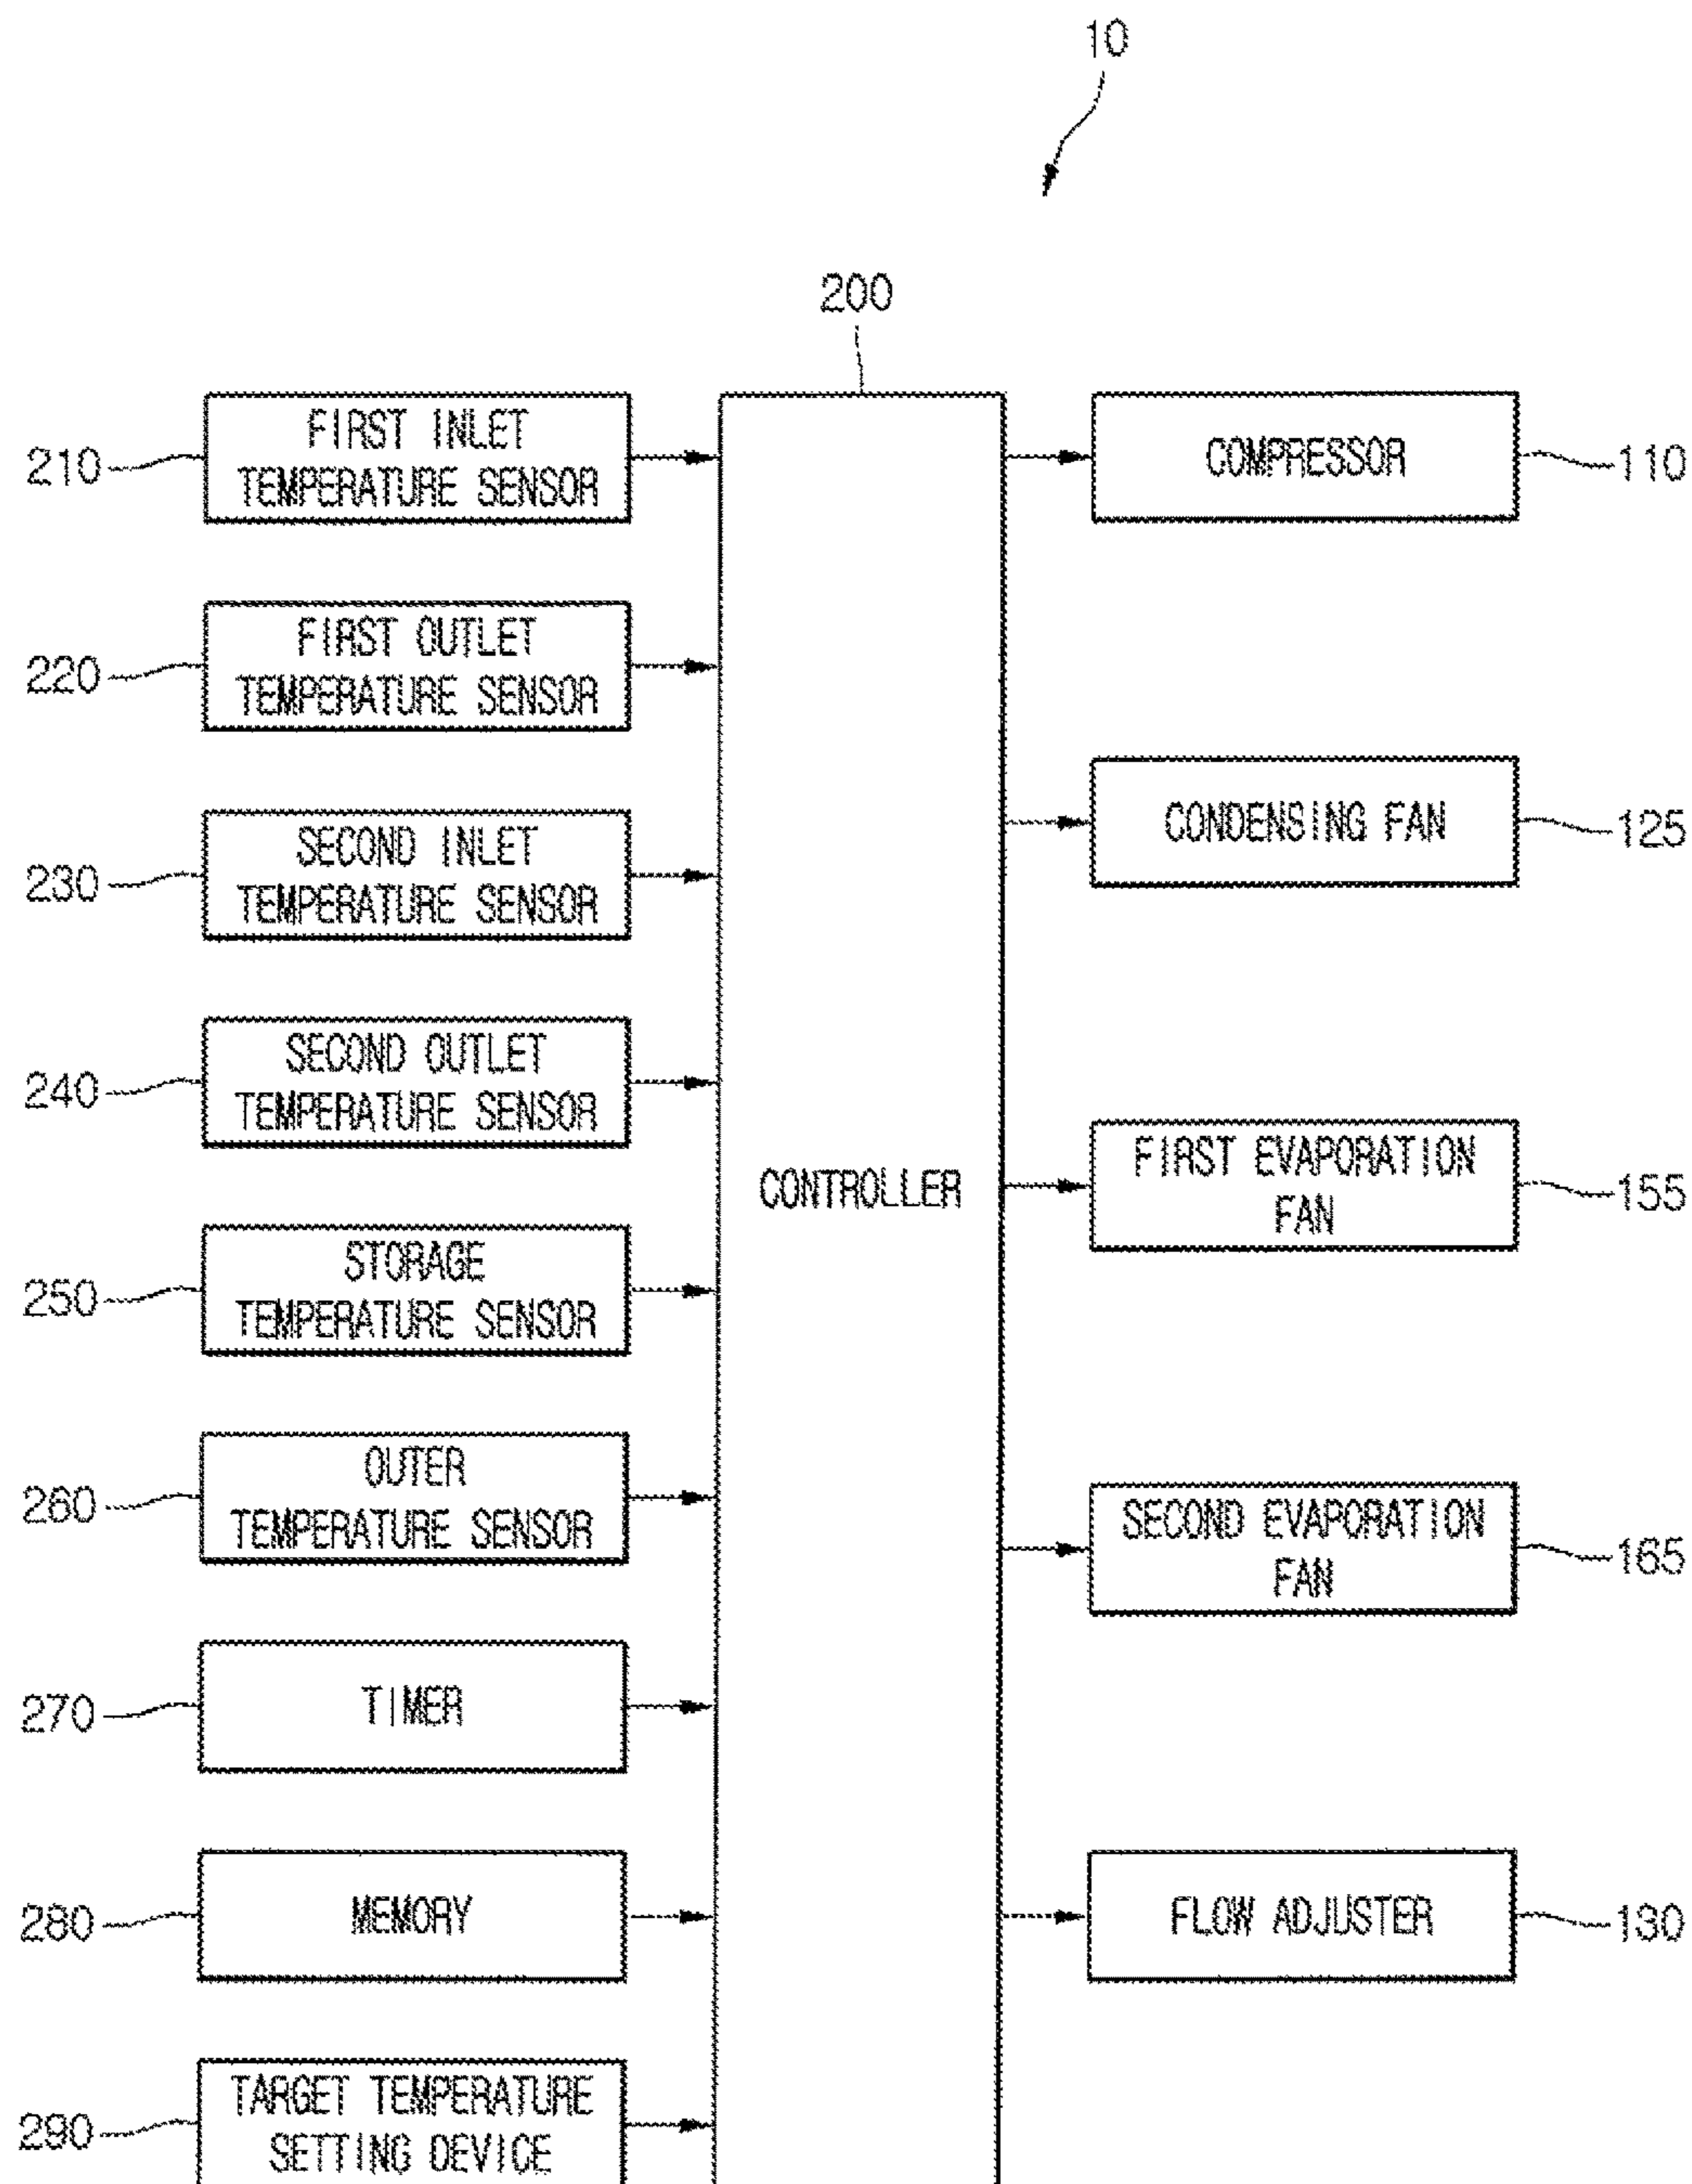 10
200
210
FIRST INLET
TEMPERATURE SENSOR
220
FIRST OUTLET
TEMPERATURE SENSOR
230
SECOND INLET
TEMPERATURE SENSOR
240
SECOND OUTLET
TEMPERATURE SENSOR
250
STORAGE
TEMPERATURE SENSOR
260
OUTER
TEMPERATURE SENSOR
270
TIMER
280
MEMORY
290
TARGET TEMPERATURE
SETTING DEVICE
CONTROLLER
COMPRESSOR
110
CONDENSING FAN
125
FIRST EVAPORATION
FAN
155
SECOND EVAPORATION
FAN
165
FLOW ADJUSTER
130